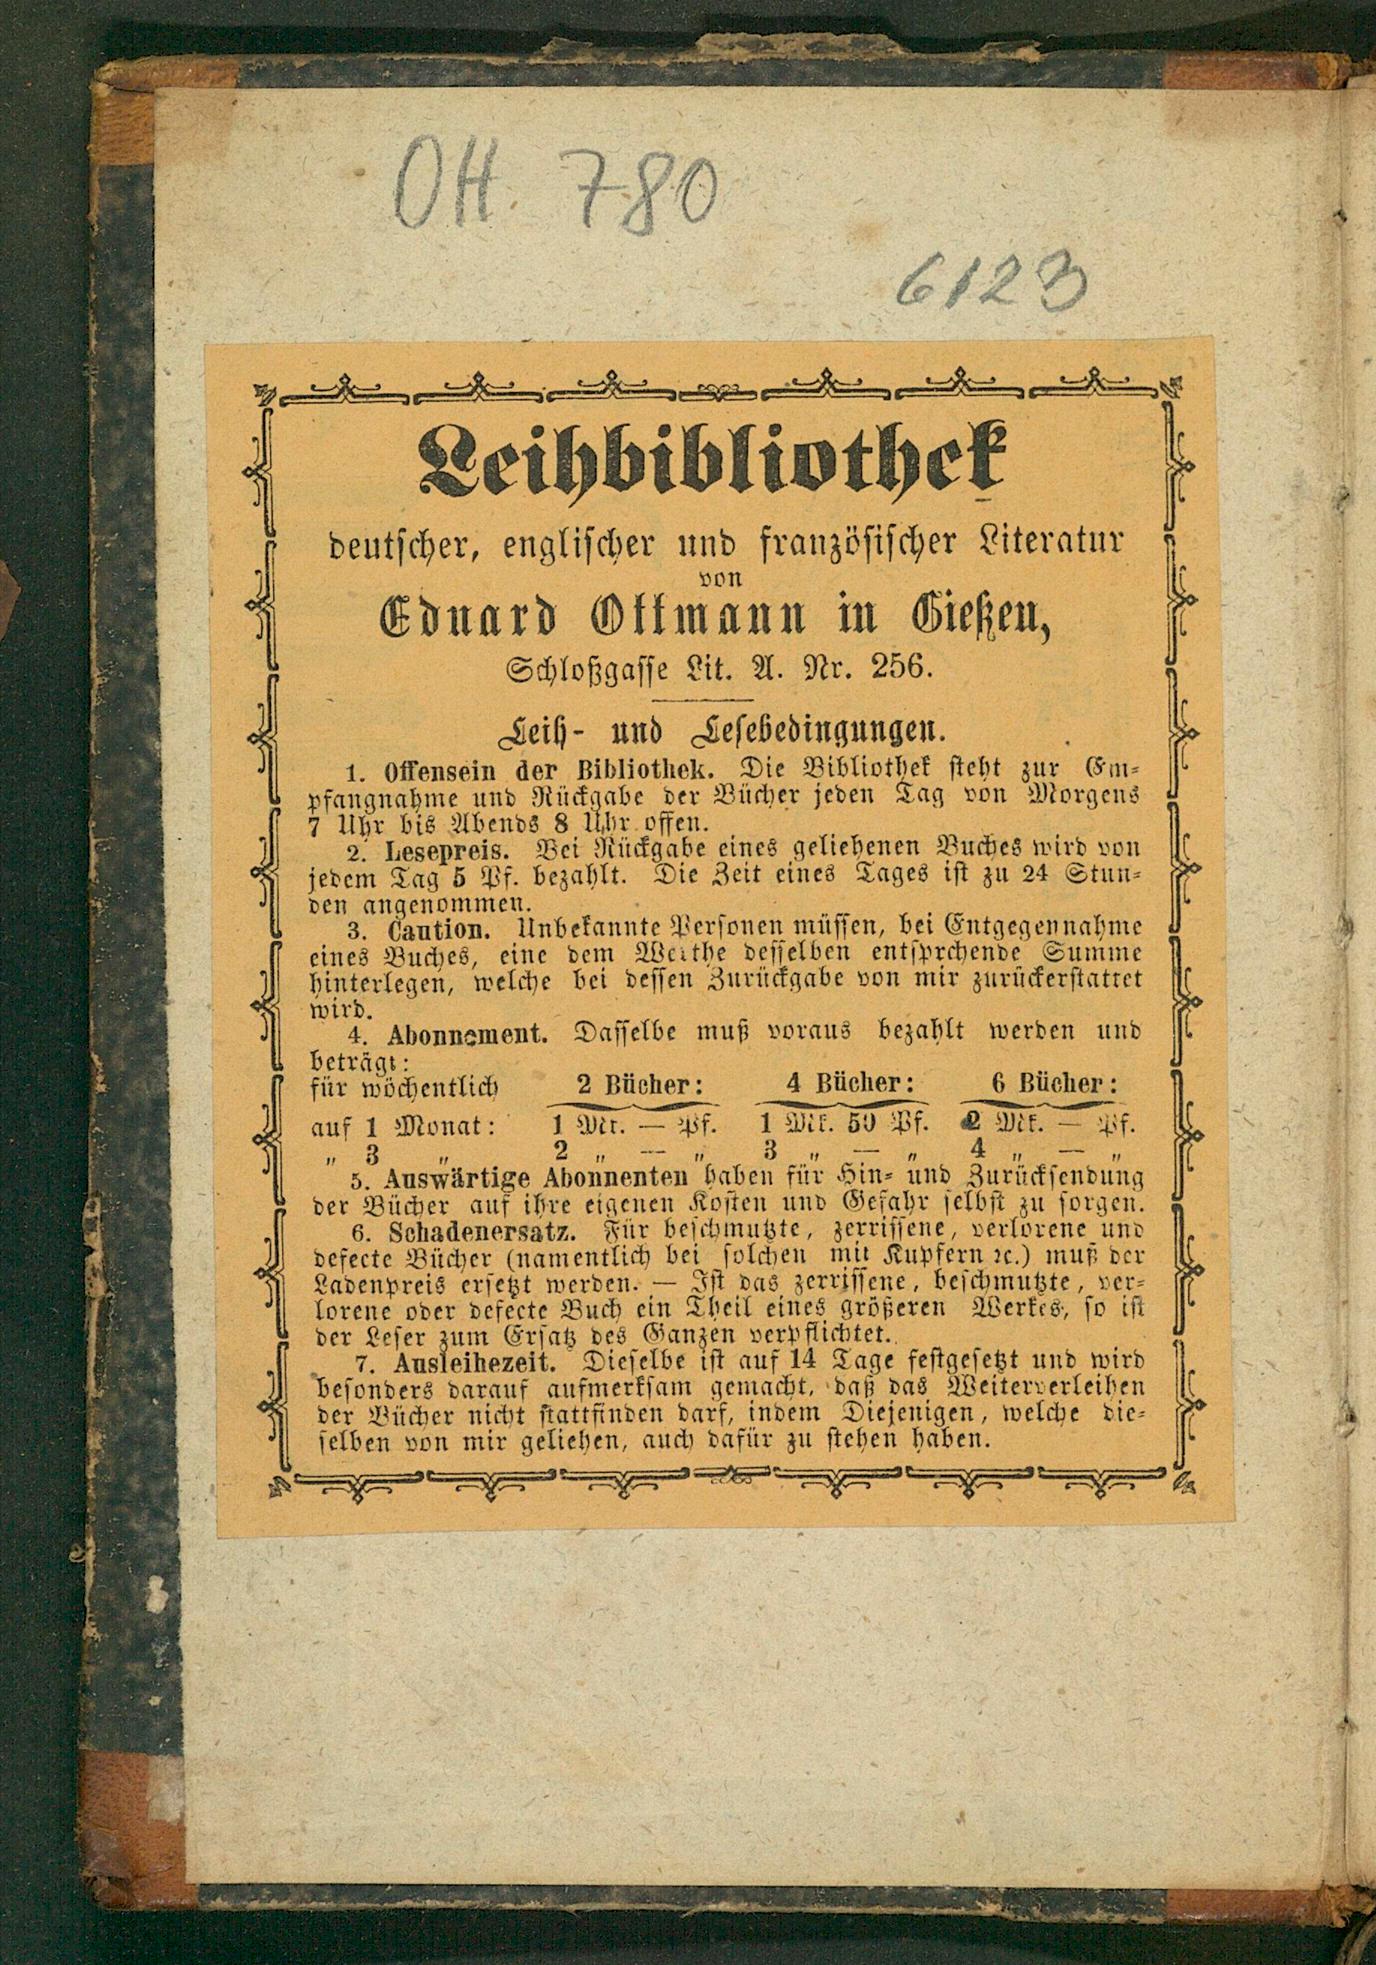 OH 780
6123
Leihbibliothek
deutscher, englischer und französischer Literatur
von
Eduard Ottmann in Gießen,
Schloßgasse Lit. A. Nr. 256.
Leih- und Lesebedingungen.
1. Offensein der Bibliothek. Die Bibliothek steht zur Em-
pfangnahme und Rückgabe der Bücher jeden Tag von Morgens
7 Uhr bis Abends 8 Uhr offen.
2. Lesepreis. Bei Rückgabe eines geliehenen Buches wird von
jedem Tag 5 Pf. bezahlt. Die Zeit eines Tages ist zu 24 Stun-
den angenommen.
3. Caution. Unbekannte Personen müssen, bei Entgegennahme
eines Buches, eine dem Werthe desselben entsprchende Summe
hinterlegen, welche bei dessen Zurückgabe von mir zurückerstattet
wird.
4. Abonnement. Dasselbe muß voraus bezahlt werden und
beträgt:
für wöchentlich 2 Bücher: 4 Bücher: 6 Bücher:
auf 1 Monat: 1 Mk. — Pf. 1 Mk. 50 Pf. 2 Mk. — Pf.
„ 3 „ 2 „ — „ 3 „ — „ 4 „ — „
5. Auswärtige Abonnenten haben für Hin- und Zurücksendung
der Bücher auf ihre eigenen Kosten und Gefahr selbst zu sorgen.
6. Schadenersatz. Für beschmutzte, zerrissene, verlorene und
defecte Bücher (namentlich bei solchen mit Kupfern ꝛc.) muß der
Ladenpreis ersetzt werden. — Ist das zerrissene, beschmutzte, ver-
lorene oder defecte Buch ein Theil eines größeren Werkes, so ist
der Leser zum Ersatz des Ganzen verpflichtet.
7. Ausleihezeit. Dieselbe ist auf 14 Tage festgesetzt und wird
besonders darauf aufmerksam gemacht, daß das Weiterverleihen
der Bücher nicht stattfinden darf, indem Diejenigen, welche die-
selben von mir geliehen, auch dafür zu stehen haben.